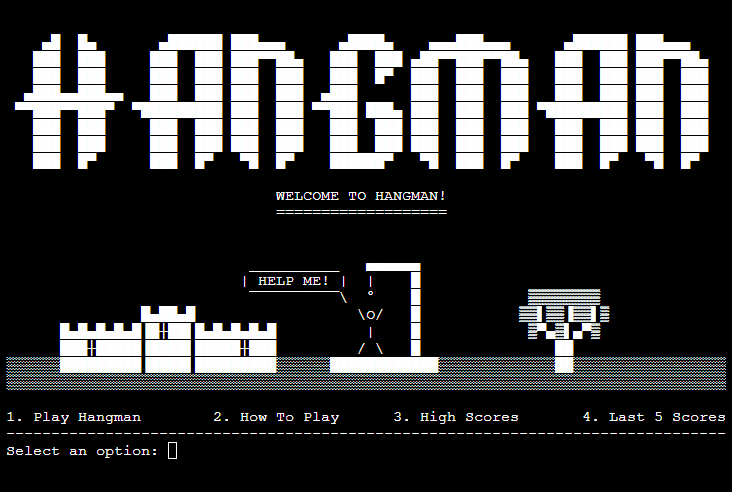 HANGMAN
WELCOME TO HANGMAN!
HELP ME!
1. Play Hangman 2. How To Play 3. High Scores 4. Last 5 Scores
Select an option: